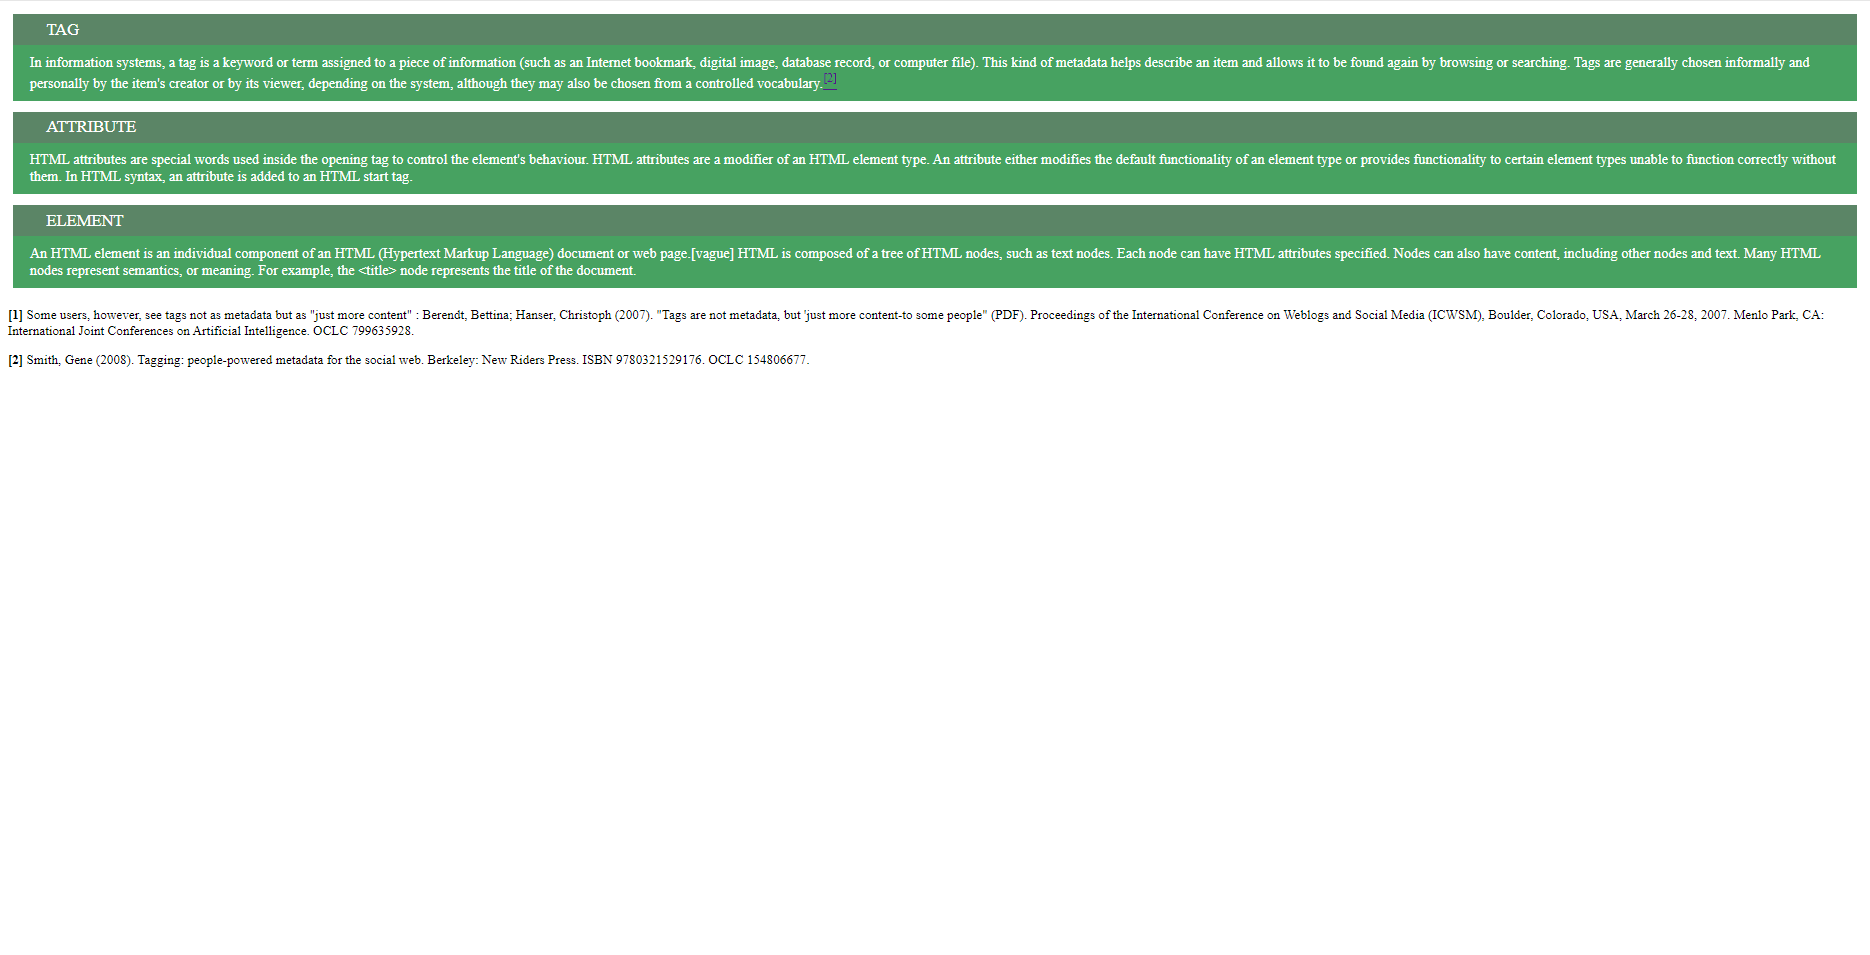 TAG
In information systems, a tag is a keyword or term assigned to a piece of information (such as an Internet bookmark, digital image, database record, or computer file). This kind of metadata helps describe an item and allows it to be found again by browsing or searching. Tags are generally chosen informally and
personally by the item's creator or by its viewer, depending on the system, although they may also be chosen from a controlled vocabulary.[2]
ATTRIBUTE
HTML attributes are special words used inside the opening tag to control the element's behaviour. HTML attributes are a modifier of an HTML element type. An attribute either modifies the default functionality of an element type or provides functionality to certain element types unable to function correctly without
them. In HTML syntax, an attribute is added to an HTML start tag.
ELEMENT
An HTML element is an individual component of an HTML (Hypertext Markup Language) document or web page.[vague] HTML is composed of a tree of HTML nodes, such as text nodes. Each node can have HTML attributes specified. Nodes can also have content, including other nodes and text. Many HTML
nodes represent semantics, or meaning. For example, the <title> node represents the title of the document.
[1] Some users, however, see tags not as metadata but as "just more content" : Berendt, Bettina; Hanser, Christoph (2007). "Tags are not metadata, but 'just more content-to some people" (PDF). Proceedings of the International Conference on Weblogs and Social Media (ICWSM), Boulder, Colorado, USA, March 26-28, 2007. Menlo Park, CA:
International Joint Conferences on Artificial Intelligence. OCLC 799635928.
[2] Smith, Gene (2008). Tagging: people-powered metadata for the social web. Berkeley: New Riders Press. ISBN 9780321529176. OCLC 154806677.